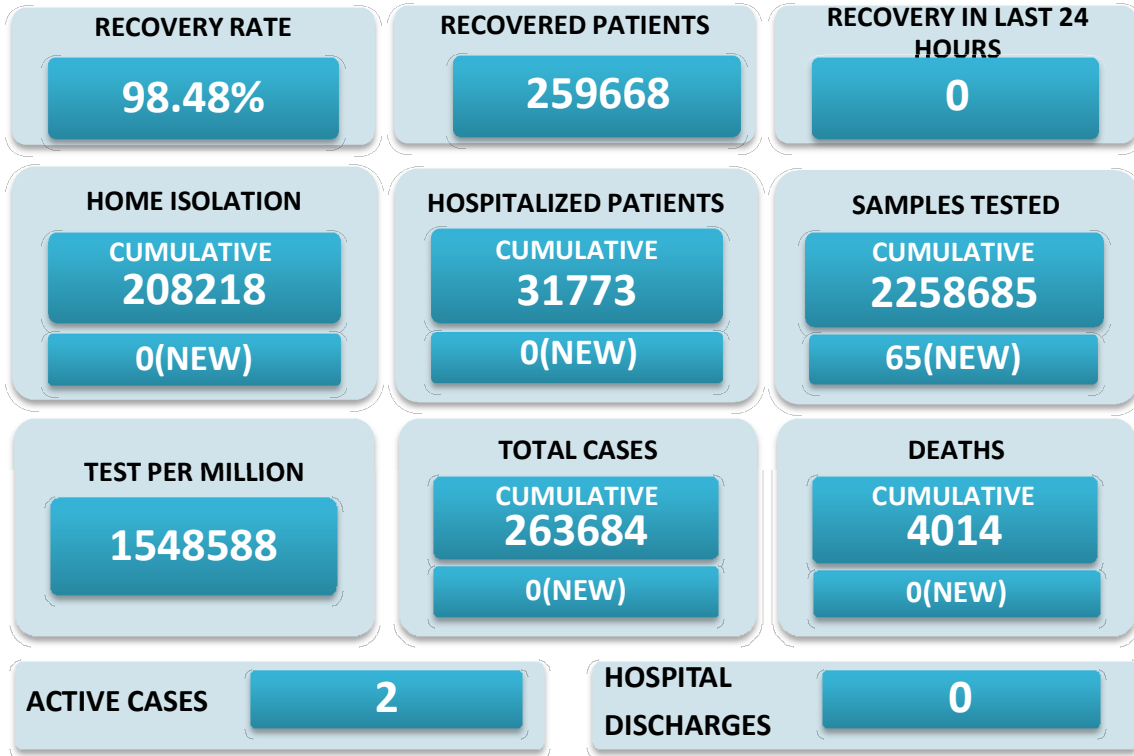 RECOVERY RATE
98.48%
RECOVERED PATIENTS
259668
RECOVERY IN LAST 24
HOURS
0
HOME ISOLATION
CUMULATIVE
208218
0(NEW)
HOSPITALIZED PATIENTS
CUMULATIVE
31773
0(NEW)
SAMPLES TESTED
CUMULATIVE
2258685
65(NEW)
TEST PER MILLION
1548588
TOTAL CASES
CUMULATIVE
263684
0(NEW)
DEATHS
CUMULATIVE
4014
0(NEW)
ACTIVE CASES
2
HOSPITAL
DISCHARGES
0